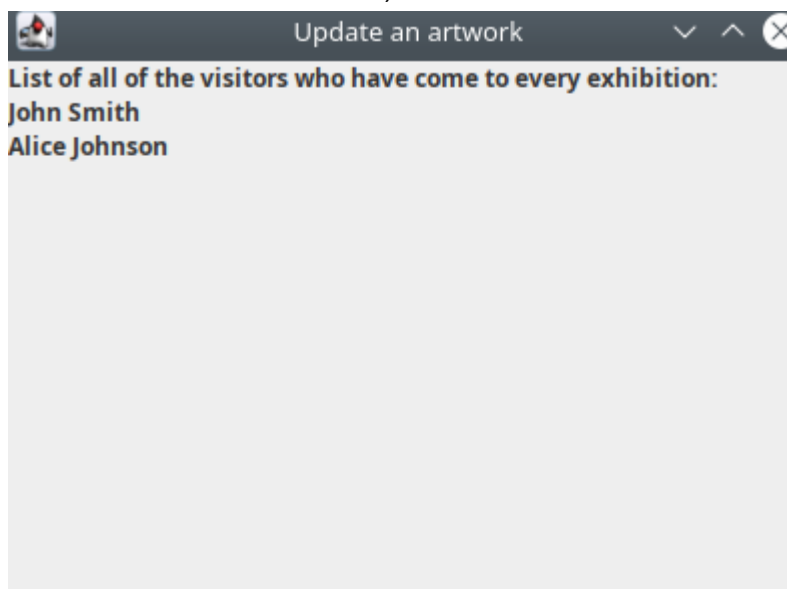 Update an artwork
List of all of the visitors who have come to every exhibition:
John Smith
Alice Johnson